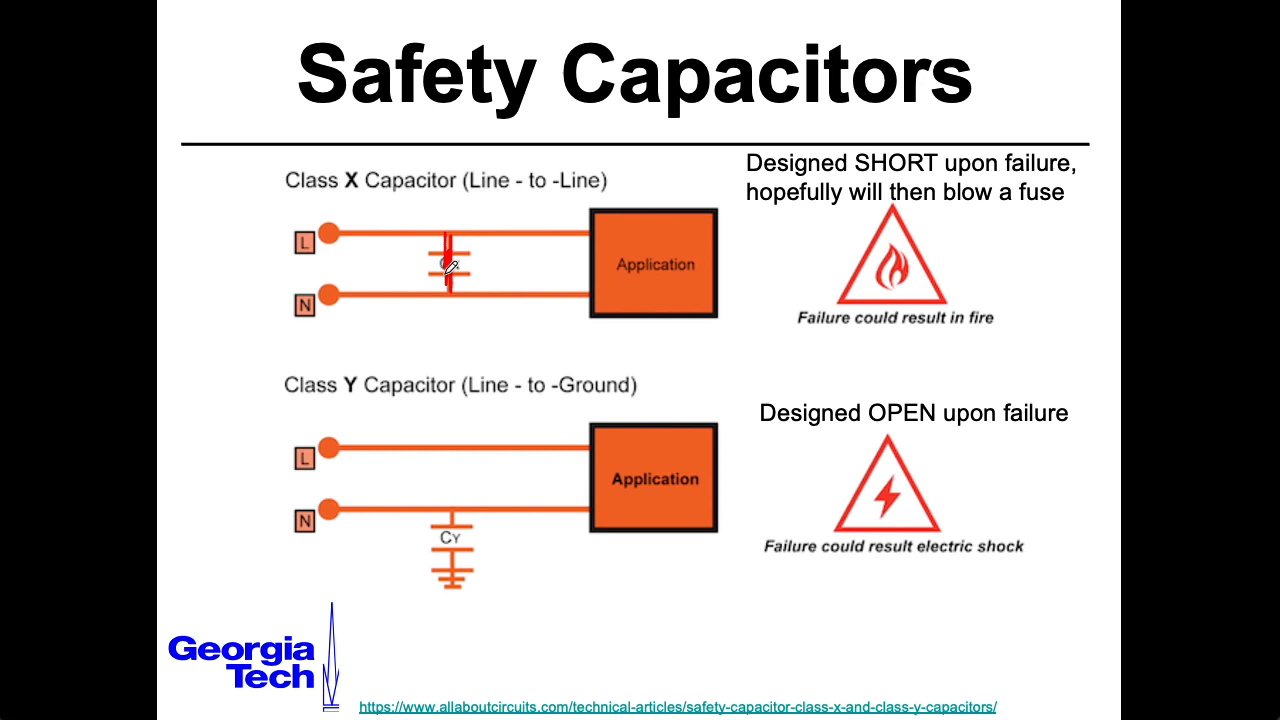 Safety Capacitors
Class X Capacitor (Line - to -Line)
Designed SHORT upon failure,
hopefully will then blow a fuse
L
N
Application
Failure could result in fire
Class Y Capacitor (Line - to -Ground)
Designed OPEN upon failure
L
N
Application
CY
Failure could result electric shock
Georgia
Tech
https://www.allaboutcircuits.com/technical-articles/safety-capacitor-class-x-and-class-y-capacitors/